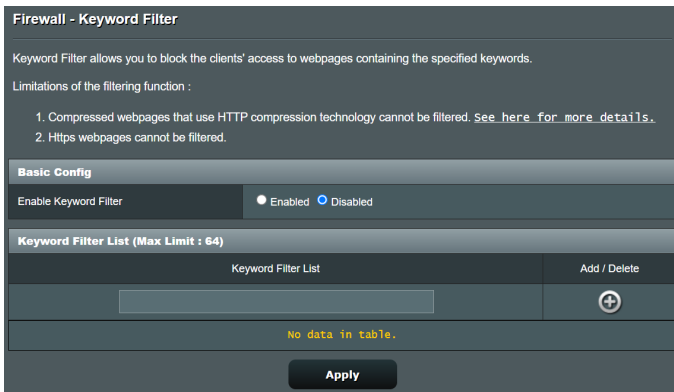 Firewall - Keyword Filter
Keyword Filter allows you to block the clients' access to webpages containing the specified keywords.
Limitations of the filtering function :
1. Compressed webpages that use HTTP compression technology cannot be filtered. See here for more details.
2. Https webpages cannot be filtered.
Basic Config
Enable Keyword Filter Enabled Disabled
Keyword Filter List (Max Limit : 64)
Keyword Filter List Add / Delete
No data in table.
Apply